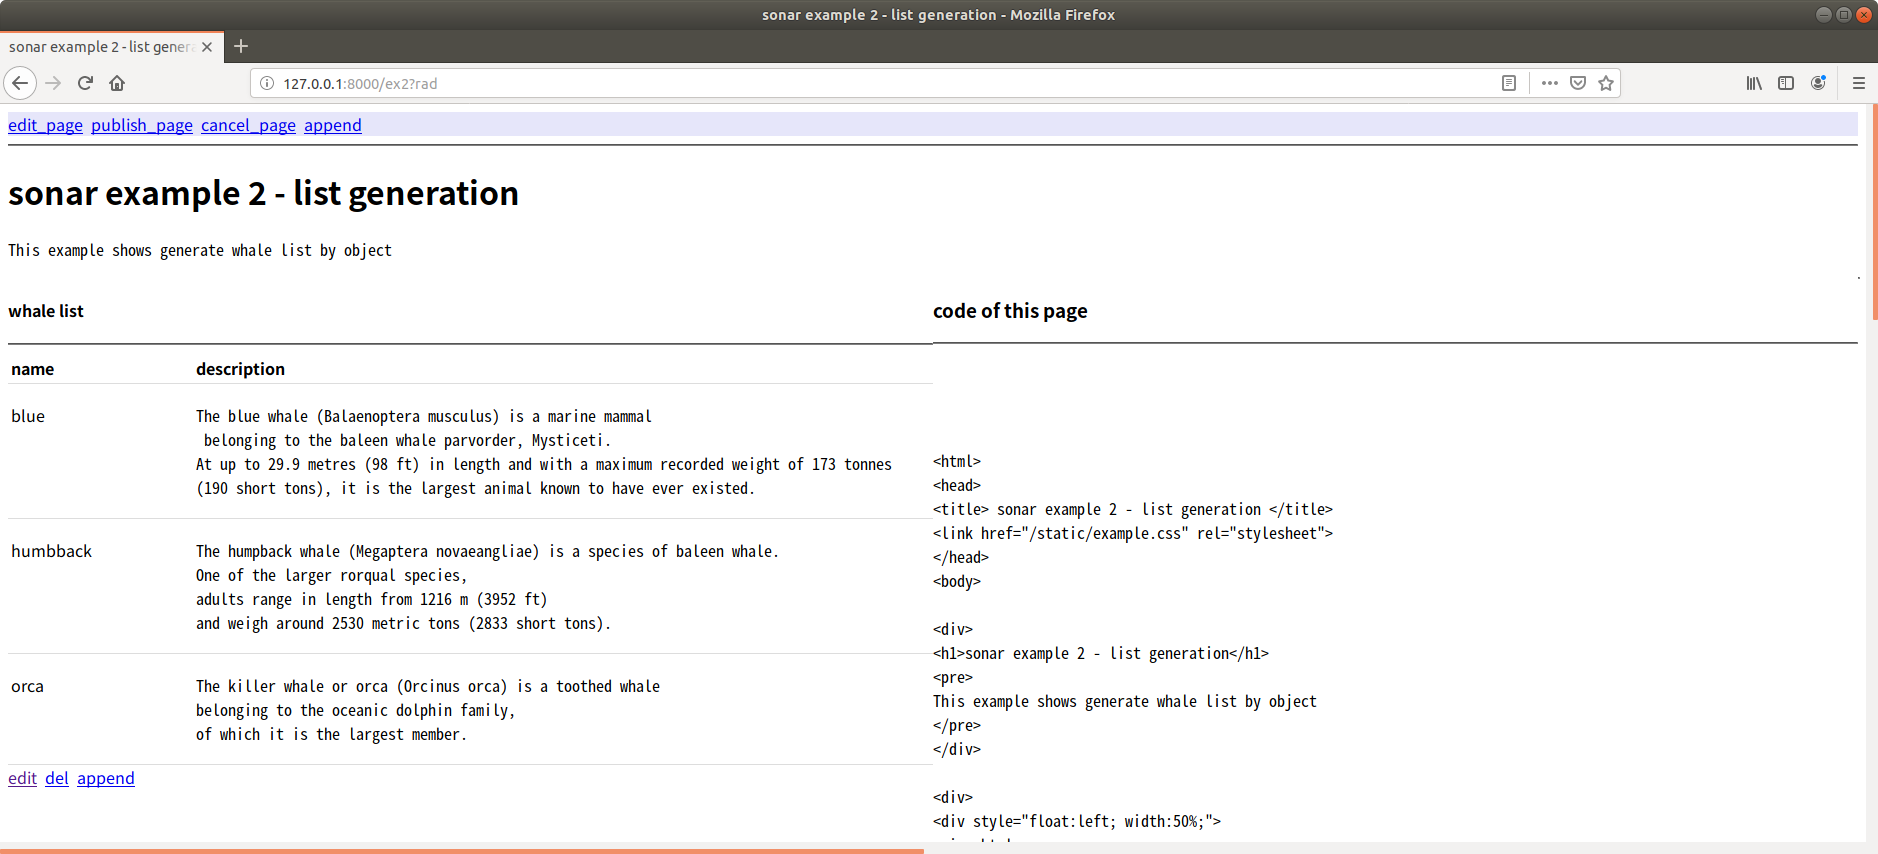 sonar example 2 - list generation - Mozilla Firefox
sonar example 2 - list gener
127.0.0.1:8000/ex2?rad
edit_page publish_page cancel_page append
sonar example 2 - list generation
This example shows generate whale list by object
whale list
name description
blue
The blue whale (Balaenoptera musculus) is a marine mammal
belonging to the baleen whale parvorder, Mysticeti.
At up to 29.9 metres (98 ft) in length and with a maximum recorded weight of 173 tonnes
(190 short tons), it is the largest animal known to have ever existed.
humbback
The humpback whale (Megaptera novaeangliae) is a species of baleen whale.
One of the larger rorqual species,
adults range in length from 1216 m (3952 ft)
and weigh around 2530 metric tons (2833 short tons).
orca
The killer whale or orca (Orcinus orca) is a toothed whale
belonging to the oceanic dolphin family,
of which it is the largest member.
edit del append
code of this page
<html>
<head>
<title> sonar example 2 - list generation </title>
<link href="/static/example.css" rel="stylesheet">
</head>
<body>
<div>
<h1>sonar example 2 - list generation</h1>
<pre>
This example shows generate whale list by object
</pre>
</div>
<div>
<div style="float:left; width:50%;">